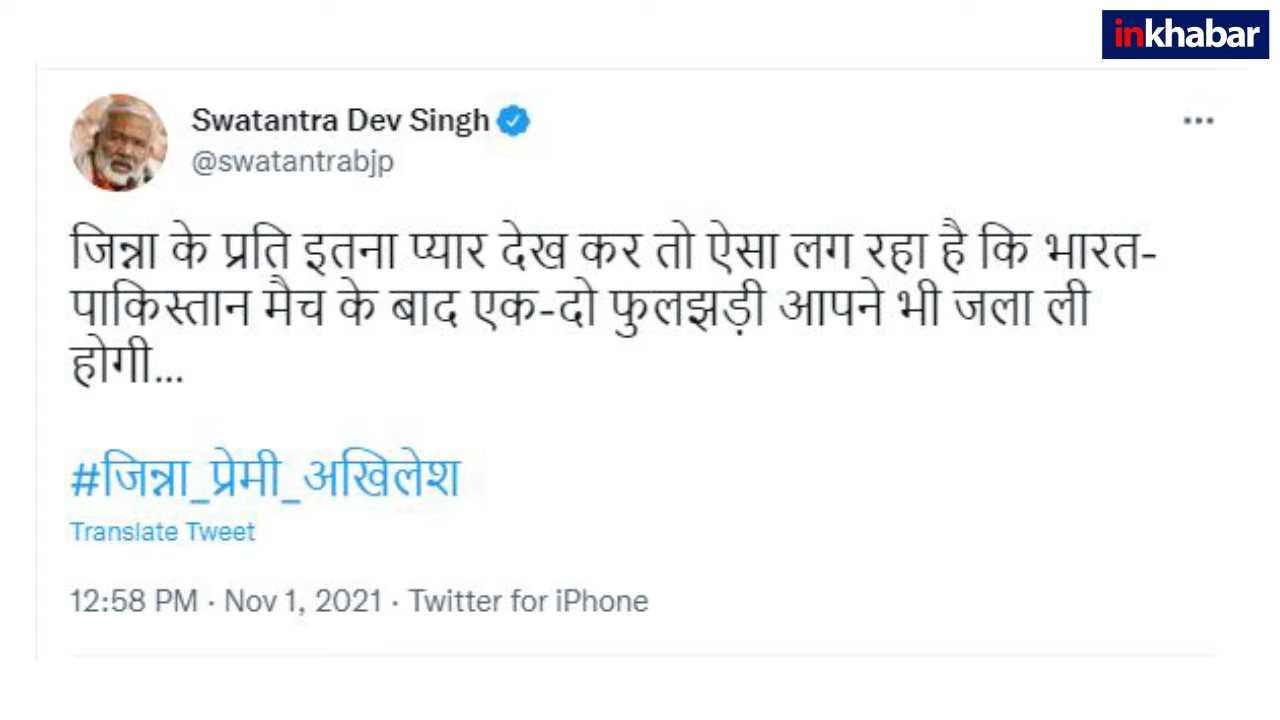 inkhabar
Swatantra Dev Singh
@swatantrabjp
जिन्ना के प्रति इतना प्यार देख कर तो ऐसा लग रहा है कि भारत-
पाकिस्तान मैच के बाद एक-दो फुलझड़ी आपने भी जला ली
होगी...
#जिन्ना_प्रेमी_अखिलेश
Translate Tweet
12:58 PM · Nov 1, 2021 · Twitter for iPhone